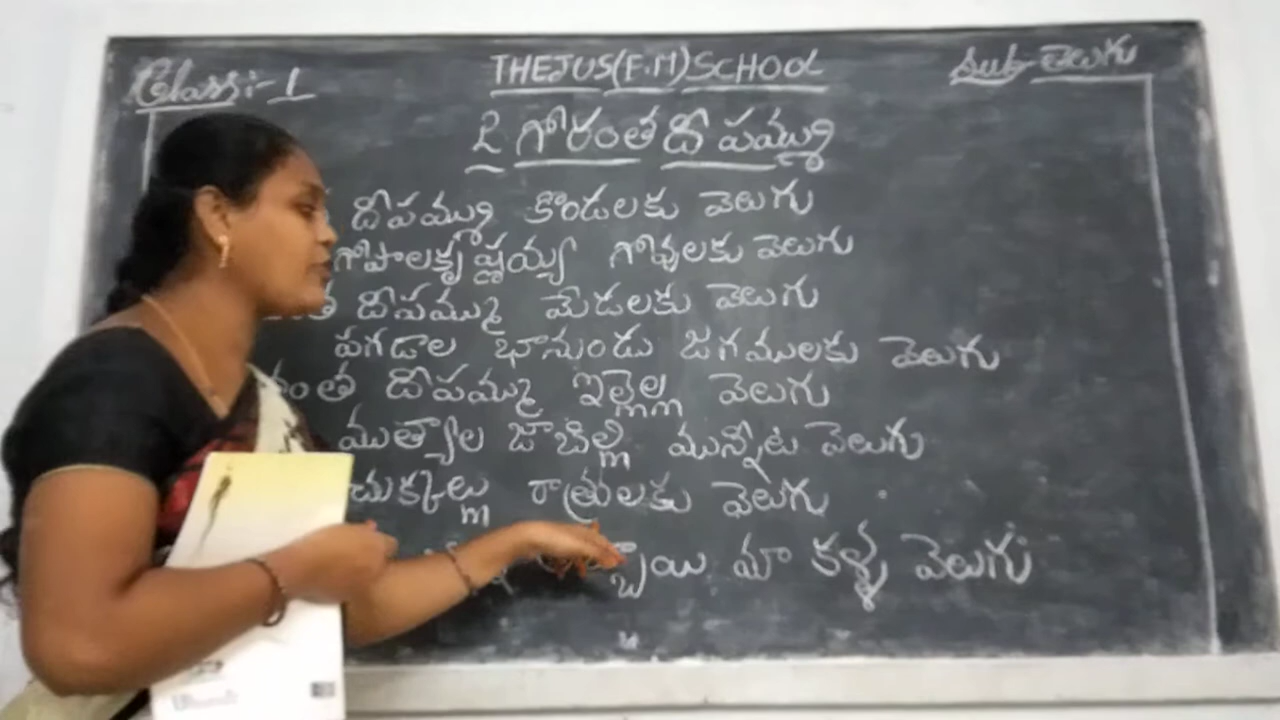 Class:-1 THEJUS(E.M)SCHOOL Sub-తెలుగు
2 గోరంత దీపమ్ము
దీపమ్ము కొండలకు వెలుగు
గోపాలకృష్ణయ్య గోవులకు వెలుగు
దీపమ్ము మేడలకు వెలుగు
పగడాల భానుండు జగములకు వెలుగు
దీపమ్ము ఇల్లెల్ల వెలుగు
ముత్యాల జాబిల్లి మున్నీట వెలుగు
చుక్కల్లు రాత్రులకు వెలుగు
మా కళ్ళ వెలుగు